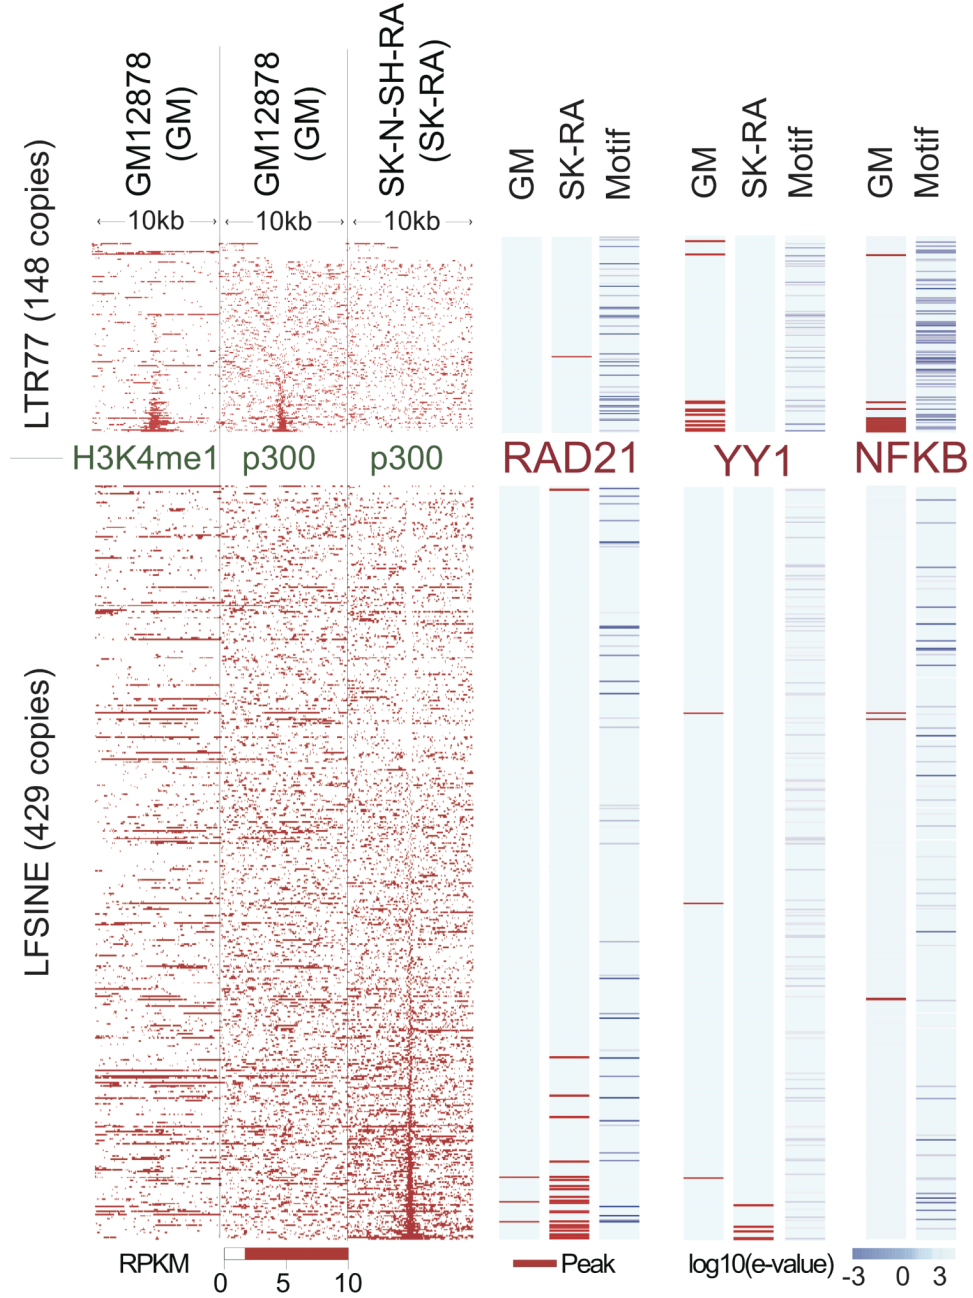 GM12878
(GM)
GM12878
(GM)
SK-N-SH-RA
(SK-RA)
GM
SK-RA
Motif
GM
SK-RA
Motif
GM
Motif
10kb
10kb
10kb
LTR77 (148 copies)
H3K4me1
p300
p300
RAD21
YY1
NFKB
LFSINE (429 copies)
RPKM
0
5
10
Peak
log10(e-value)
-3
0
3